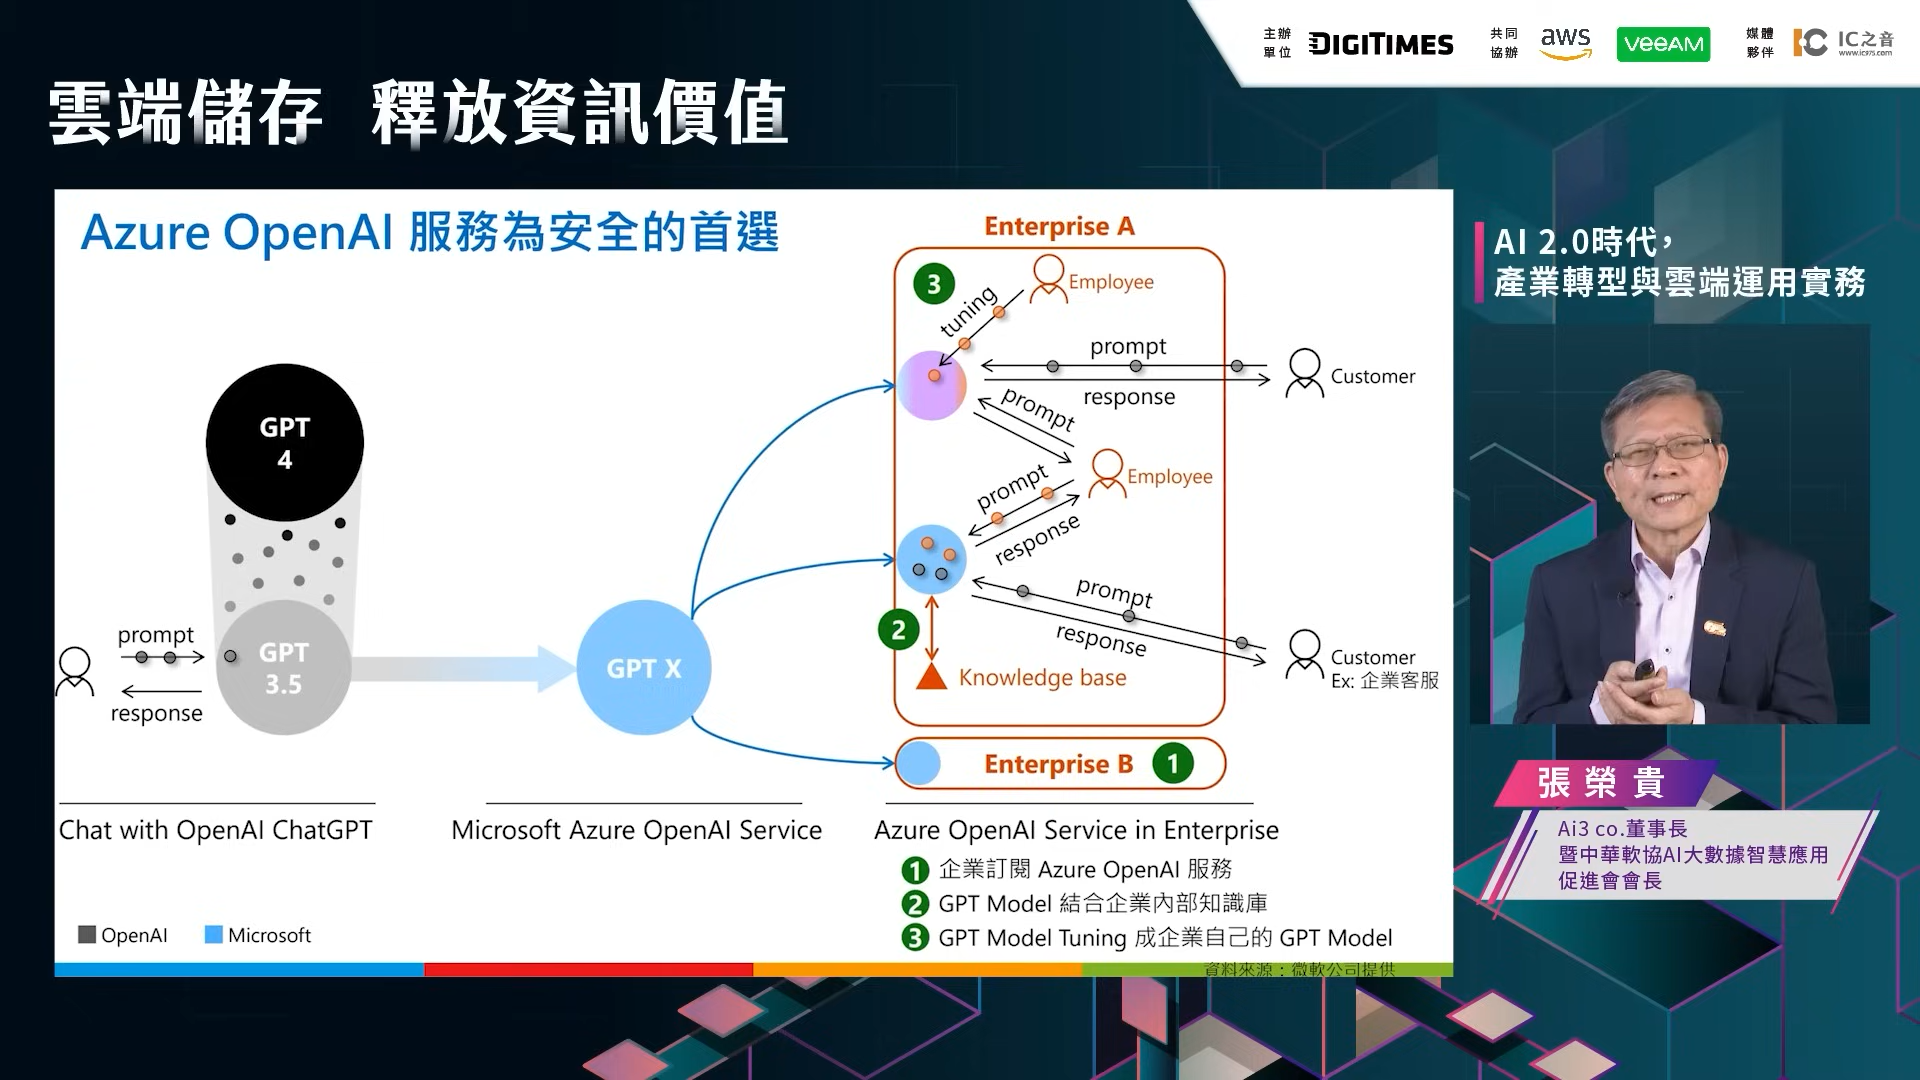 主辦
單位
DIGITIMES
共同
協辦
aws
veeAM
媒體
夥伴
IC之音
www.ic975.com
雲端儲存 釋放資訊價值
Azure OpenAI 服務為安全的首選
Enterprise A
3
Employee
tuning
prompt
response
Customer
prompt
Employee
prompt
response
prompt
response
2
Knowledge base
Customer
Ex: 企業客服
GPT
4
prompt
response
GPT
3.5
GPT X
Enterprise B
1
Chat with OpenAI ChatGPT
Microsoft Azure OpenAI Service
Azure OpenAI Service in Enterprise
1 企業訂閱 Azure OpenAI 服務
2 GPT Model 結合企業內部知識庫
3 GPT Model Tuning 成企業自己的 GPT Model
OpenAI
Microsoft
資料來源：微軟公司提供
AI 2.0時代，
產業轉型與雲端運用實務
張榮貴
Ai3 co.董事長
暨中華軟協AI大數據智慧應用
促進會會長